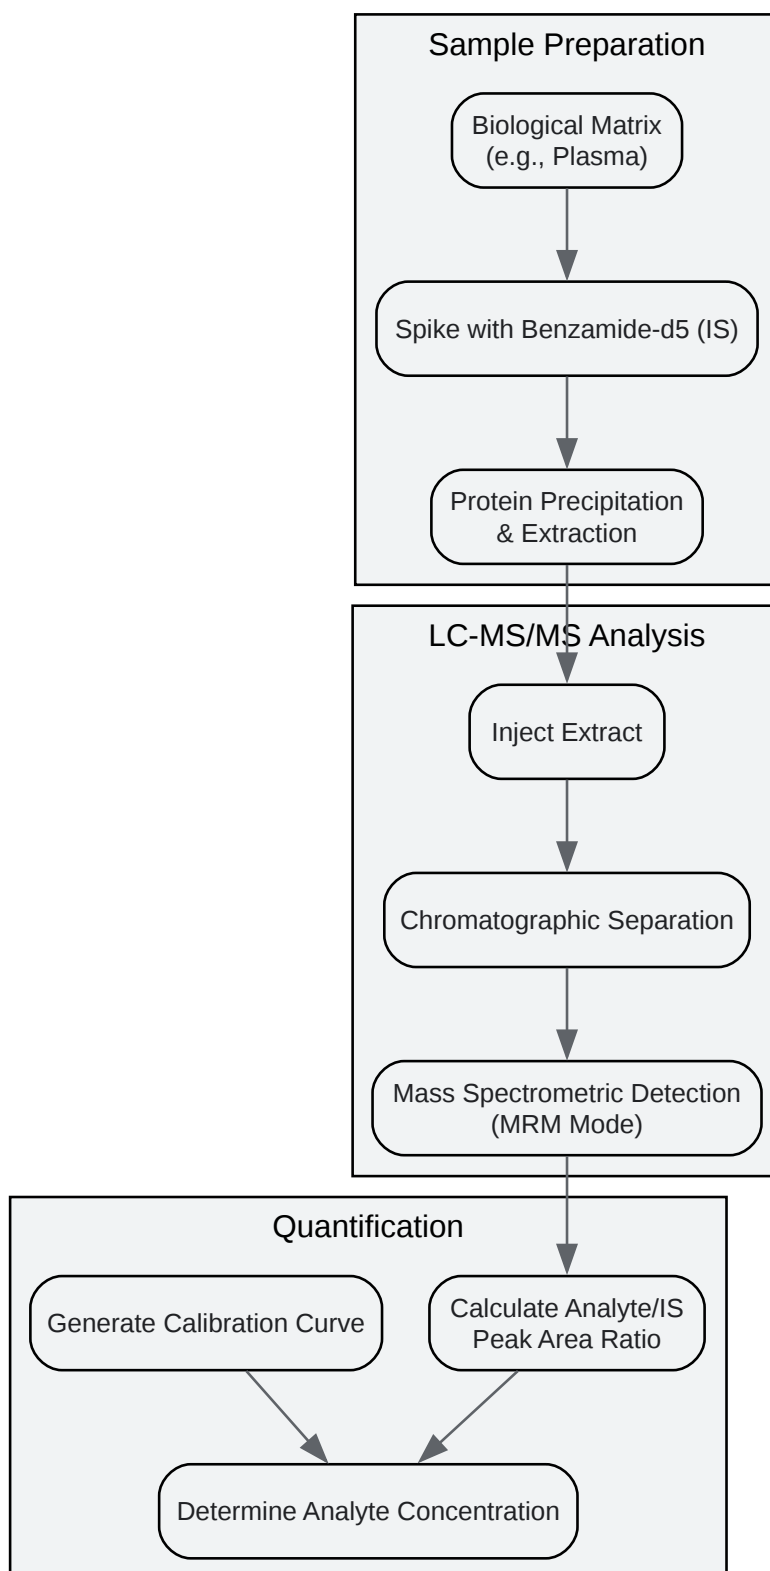 Sample Preparation
Biological Matrix
(e.g., Plasma)
Spike with Benzamide-d5 (IS)
Protein Precipitation
& Extraction
LC-MS/MS Analysis
Inject Extract
Chromatographic Separation
Mass Spectrometric Detection
(MRM Mode)
Quantification
Generate Calibration Curve
Calculate Analyte/IS
Peak Area Ratio
Determine Analyte Concentration